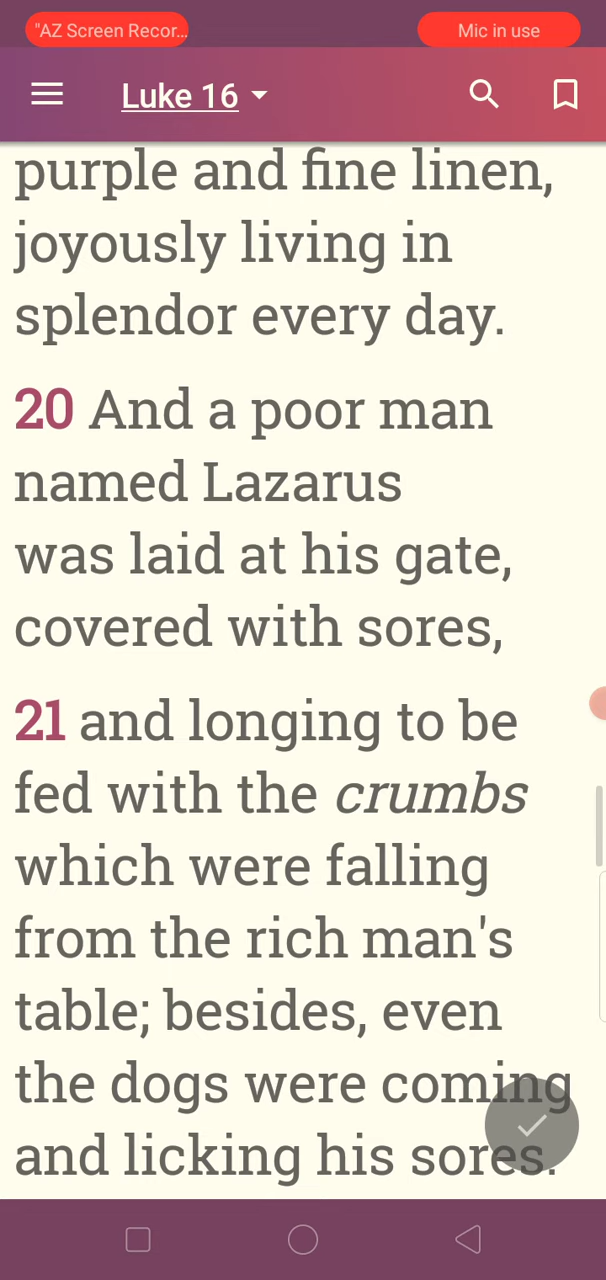 "AZ Screen Recor...
Mic in use
Luke 16
purple and fine linen,
joyously living in
splendor every day.
20 And a poor man
named Lazarus
was laid at his gate,
covered with sores,
21 and longing to be
fed with the crumbs
which were falling
from the rich man's
table; besides, even
the dogs were coming
and licking his sores.